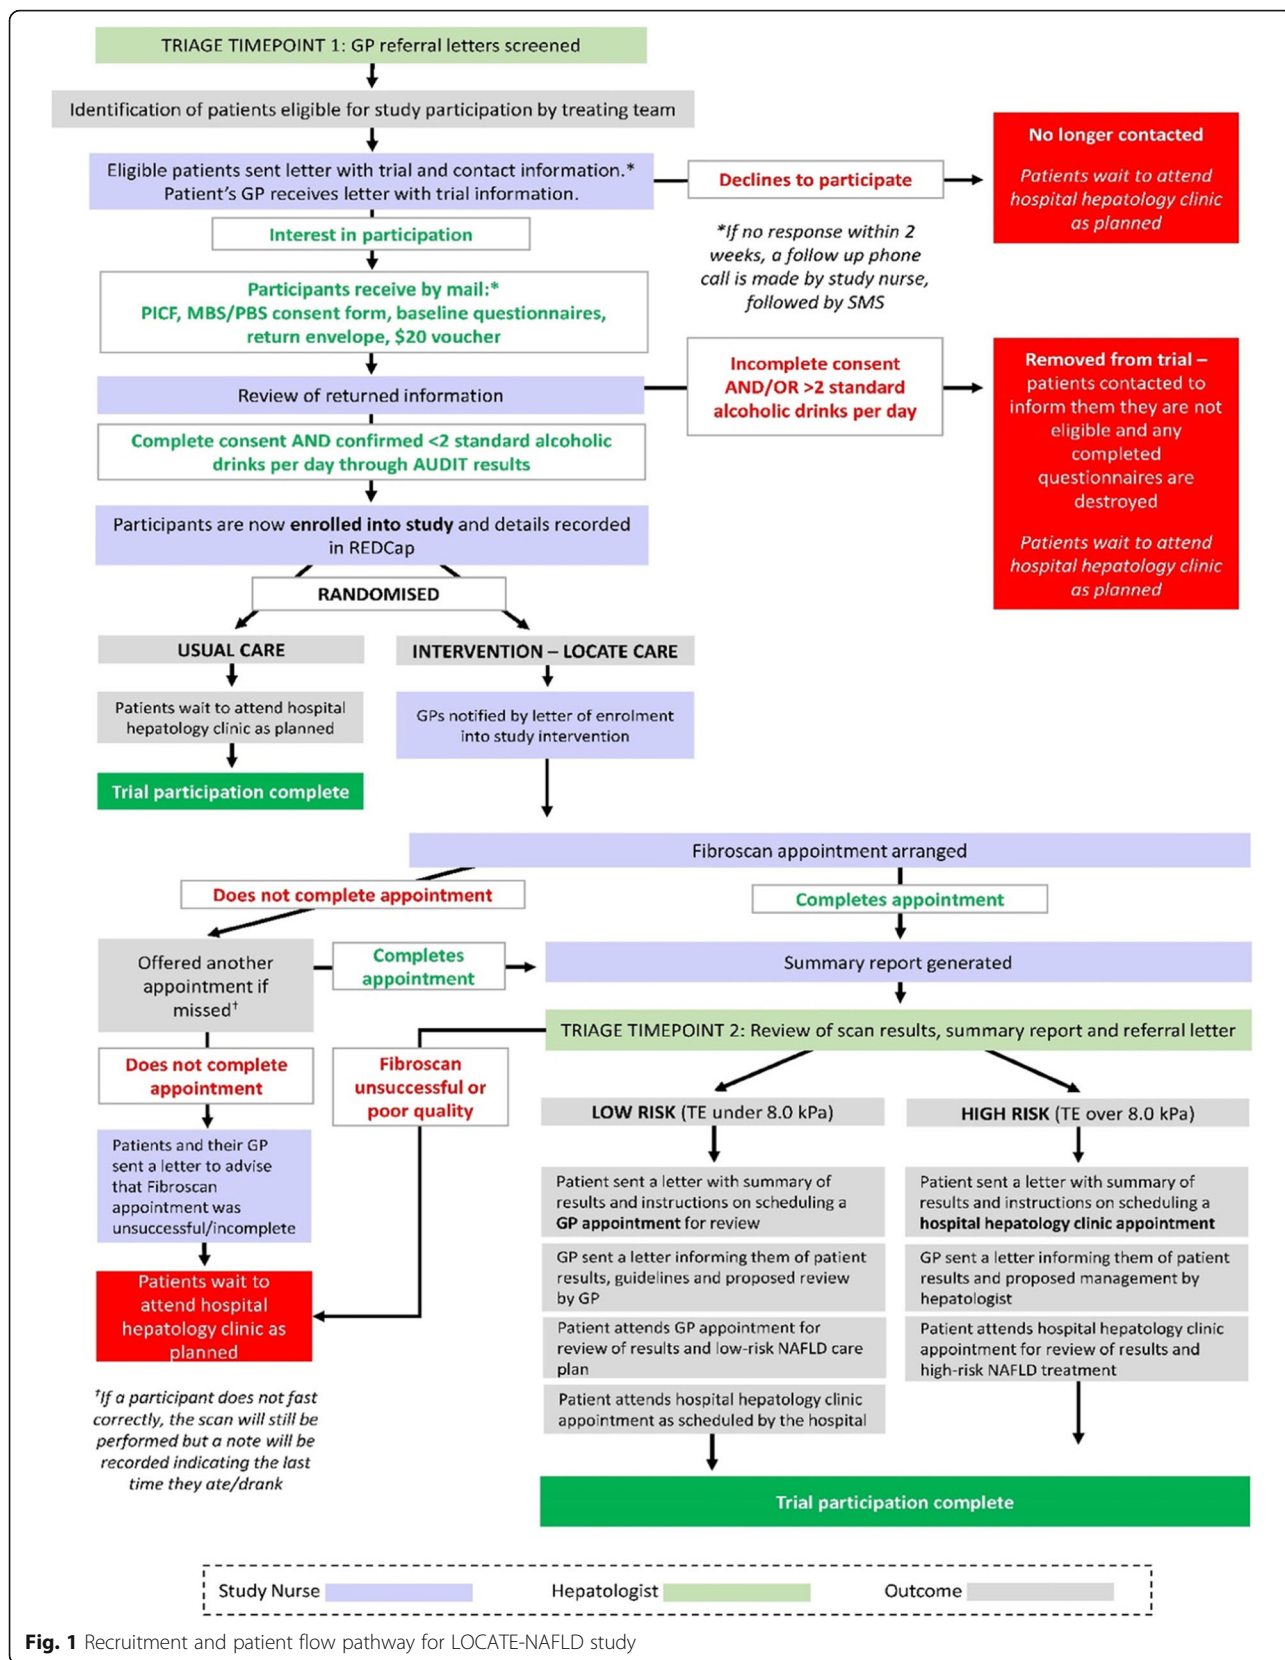 TRIAGE TIMEPOINT 1: GP referral letters screened
Identification of patients eligible for study participation by treating team
Eligible patients sent letter with trial and contact information.*
Patient's GP receives letter with trial information.
Declines to participate
No longer contacted
Patients wait to attend
hospital hepatology clinic
as planned
Interest in participation
*If no response within 2
weeks, a follow up phone
call is made by study nurse,
followed by SMS
Participants receive by mail:*
PICF, MBS/PBS consent form, baseline questionnaires,
return envelope, $20 voucher
Review of returned information
Incomplete consent
AND/OR >2 standard
alcoholic drinks per day
Removed from trial –
patients contacted to
inform them they are not
eligible and any
completed
questionnaires are
destroyed
Patients wait to attend
hospital hepatology clinic
as planned
Complete consent AND confirmed <2 standard alcoholic
drinks per day through AUDIT results
Participants are now enrolled into study and details recorded
in REDCap
RANDOMISED
USUAL CARE
INTERVENTION – LOCATE CARE
Patients wait to attend hospital
hepatology clinic as planned
GPs notified by letter of enrolment
into study intervention
Trial participation complete
Fibroscan appointment arranged
Does not complete appointment
Completes appointment
Offered another
appointment if
missed†
Completes
appointment
Summary report generated
TRIAGE TIMEPOINT 2: Review of scan results, summary report and referral letter
Does not complete
appointment
Fibroscan
unsuccessful or
poor quality
LOW RISK (TE under 8.0 kPa)
HIGH RISK (TE over 8.0 kPa)
Patients and their GP
sent a letter to advise
that Fibroscan
appointment was
unsuccessful/incomplete
Patient sent a letter with summary of
results and instructions on scheduling a
GP appointment for review
Patient sent a letter with summary of
results and instructions on scheduling a
hospital hepatology clinic appointment
GP sent a letter informing them of patient
results, guidelines and proposed review
by GP
GP sent a letter informing them of patient
results and proposed management by
hepatologist
Patients wait to
attend hospital
hepatology clinic as
planned
Patient attends GP appointment for
review of results and low-risk NAFLD care
plan
Patient attends hospital hepatology clinic
appointment for review of results and
high-risk NAFLD treatment
Patient attends hospital hepatology clinic
appointment as scheduled by the hospital
†If a participant does not fast
correctly, the scan will still be
performed but a note will be
recorded indicating the last
time they ate/drank
Trial participation complete
Study Nurse
Hepatologist
Outcome
Fig. 1 Recruitment and patient flow pathway for LOCATE-NAFLD study